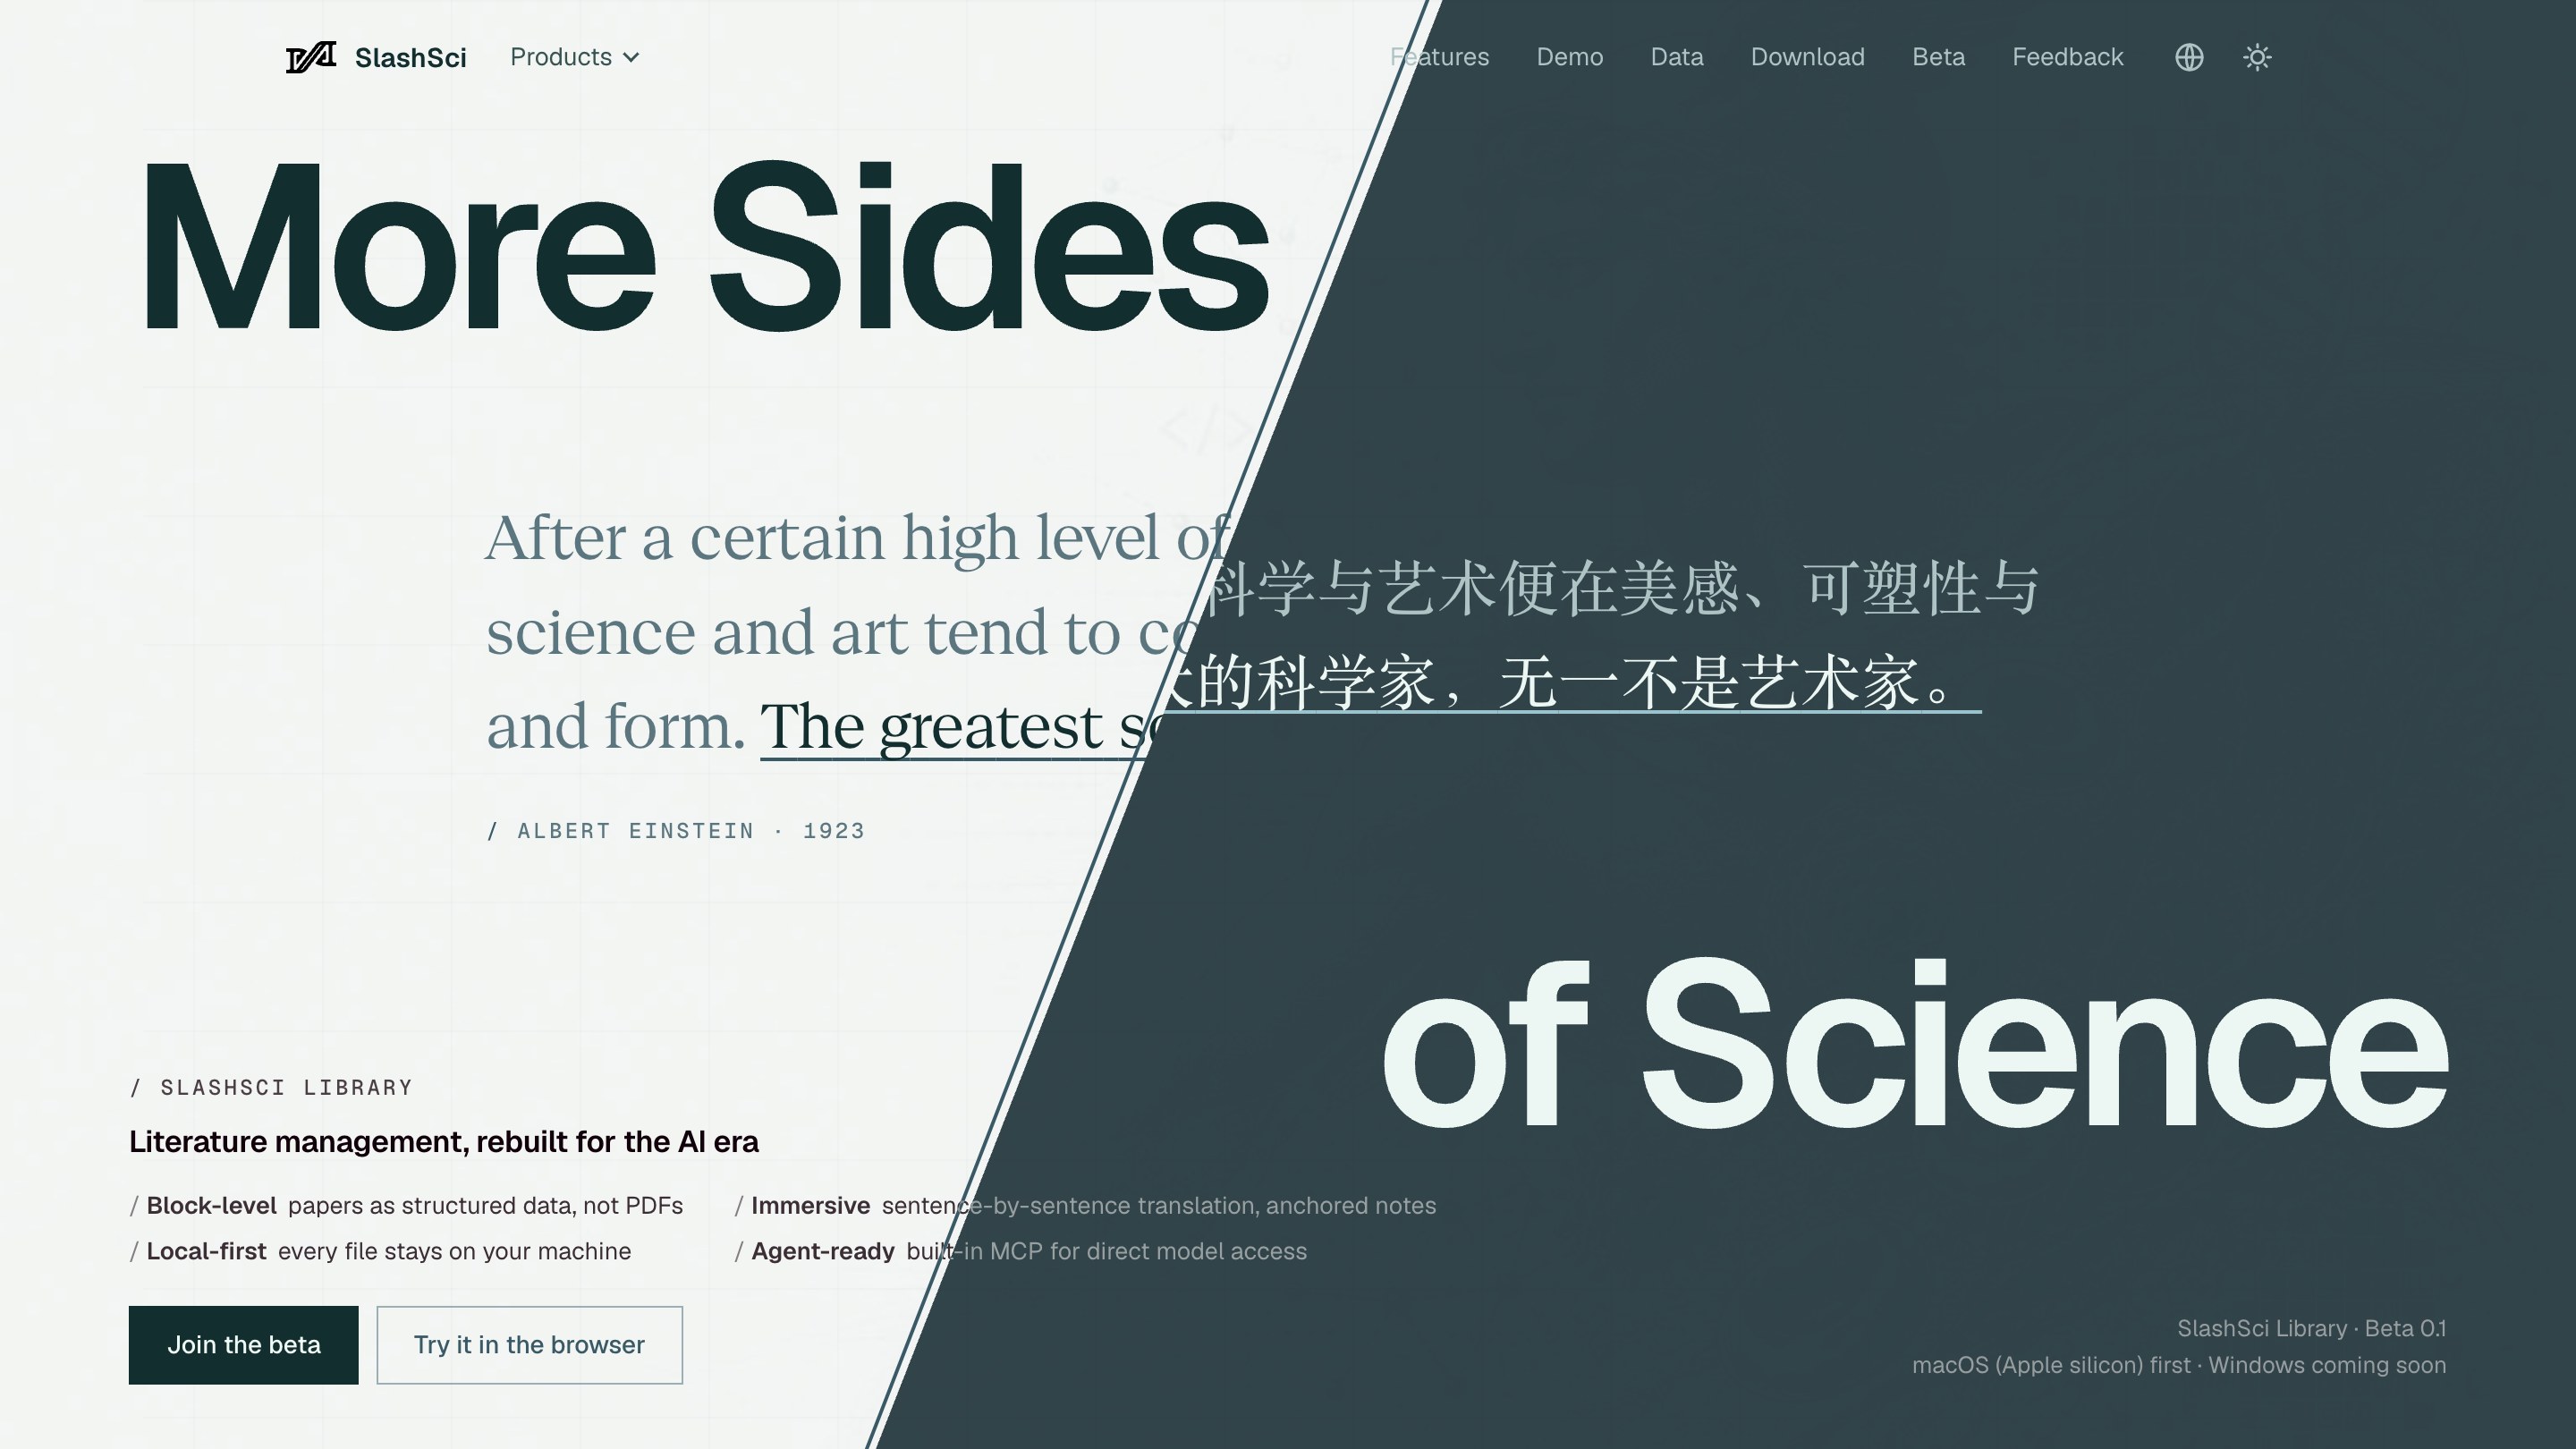 SlashSci Products
Features Demo Data Download Beta Feedback
More Sides
</>
After a certain high level of
science and art tend to co
and form. The greatest sc
/ ALBERT EINSTEIN · 1923
科学与艺术便在美感、可塑性与
的科学家，无一不是艺术家。
of Science
/ SLASHSCI LIBRARY
Literature management, rebuilt for the AI era
/ Block-level papers as structured data, not PDFs
/ Immersive sentence-by-sentence translation, anchored notes
/ Local-first every file stays on your machine
/ Agent-ready built-in MCP for direct model access
Join the beta
Try it in the browser
SlashSci Library · Beta 0.1
macOS (Apple silicon) first · Windows coming soon